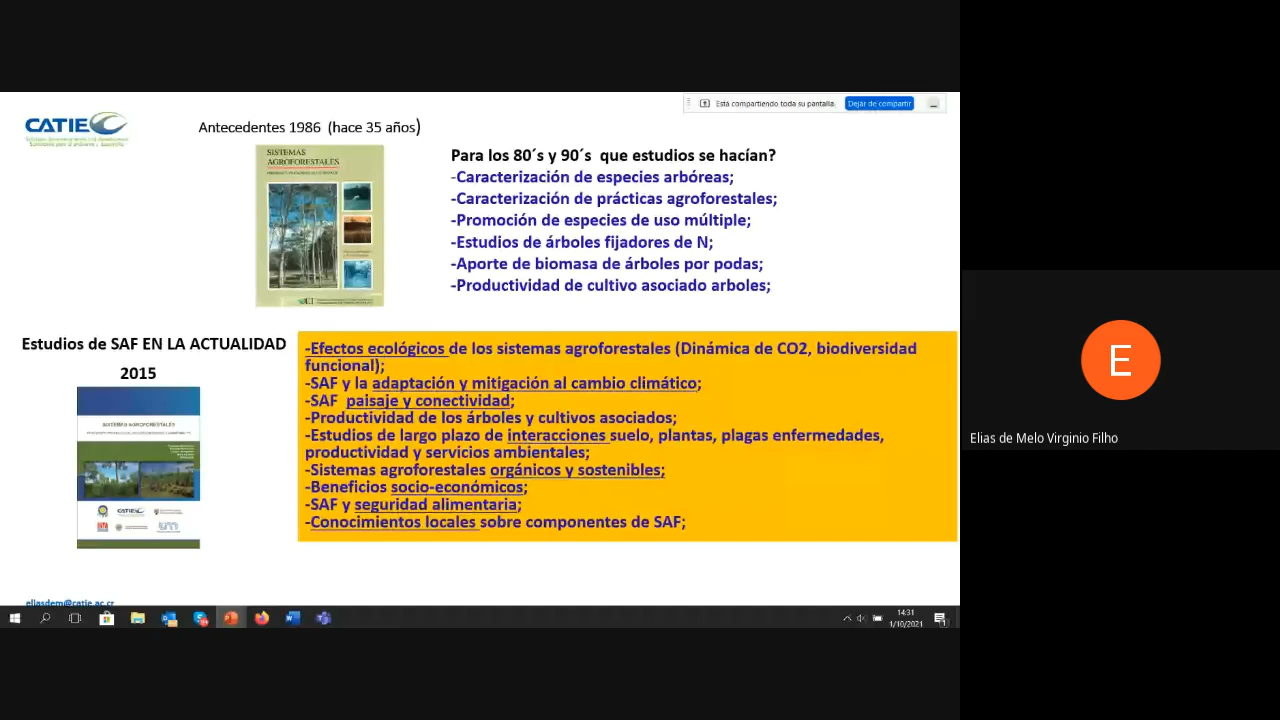 Está compartiendo toda su pantalla.
Dejar de compartir
CATIE
Antecedentes 1986 (hace 35 años)
SISTEMAS
AGROFORESTALES
Para los 80´s y 90´s que estudios se hacían?
-Caracterización de especies arbóreas;
-Caracterización de prácticas agroforestales;
-Promoción de especies de uso múltiple;
-Estudios de árboles fijadores de N;
-Aporte de biomasa de árboles por podas;
-Productividad de cultivo asociado arboles;
Estudios de SAF EN LA ACTUALIDAD
2015
SISTEMAS AGROFORESTALES
CATIE
-Efectos ecológicos de los sistemas agroforestales (Dinámica de CO2, biodiversidad
funcional);
-SAF y la adaptación y mitigación al cambio climático;
-SAF paisaje y conectividad;
-Productividad de los árboles y cultivos asociados;
-Estudios de largo plazo de interacciones suelo, plantas, plagas enfermedades,
productividad y servicios ambientales;
-Sistemas agroforestales orgánicos y sostenibles;
-Beneficios socio-económicos;
-SAF y seguridad alimentaria;
-Conocimientos locales sobre componentes de SAF;
eliasdem@catie.ac.cr
14:31
1/10/2021
E
Elias de Melo Virginio Filho